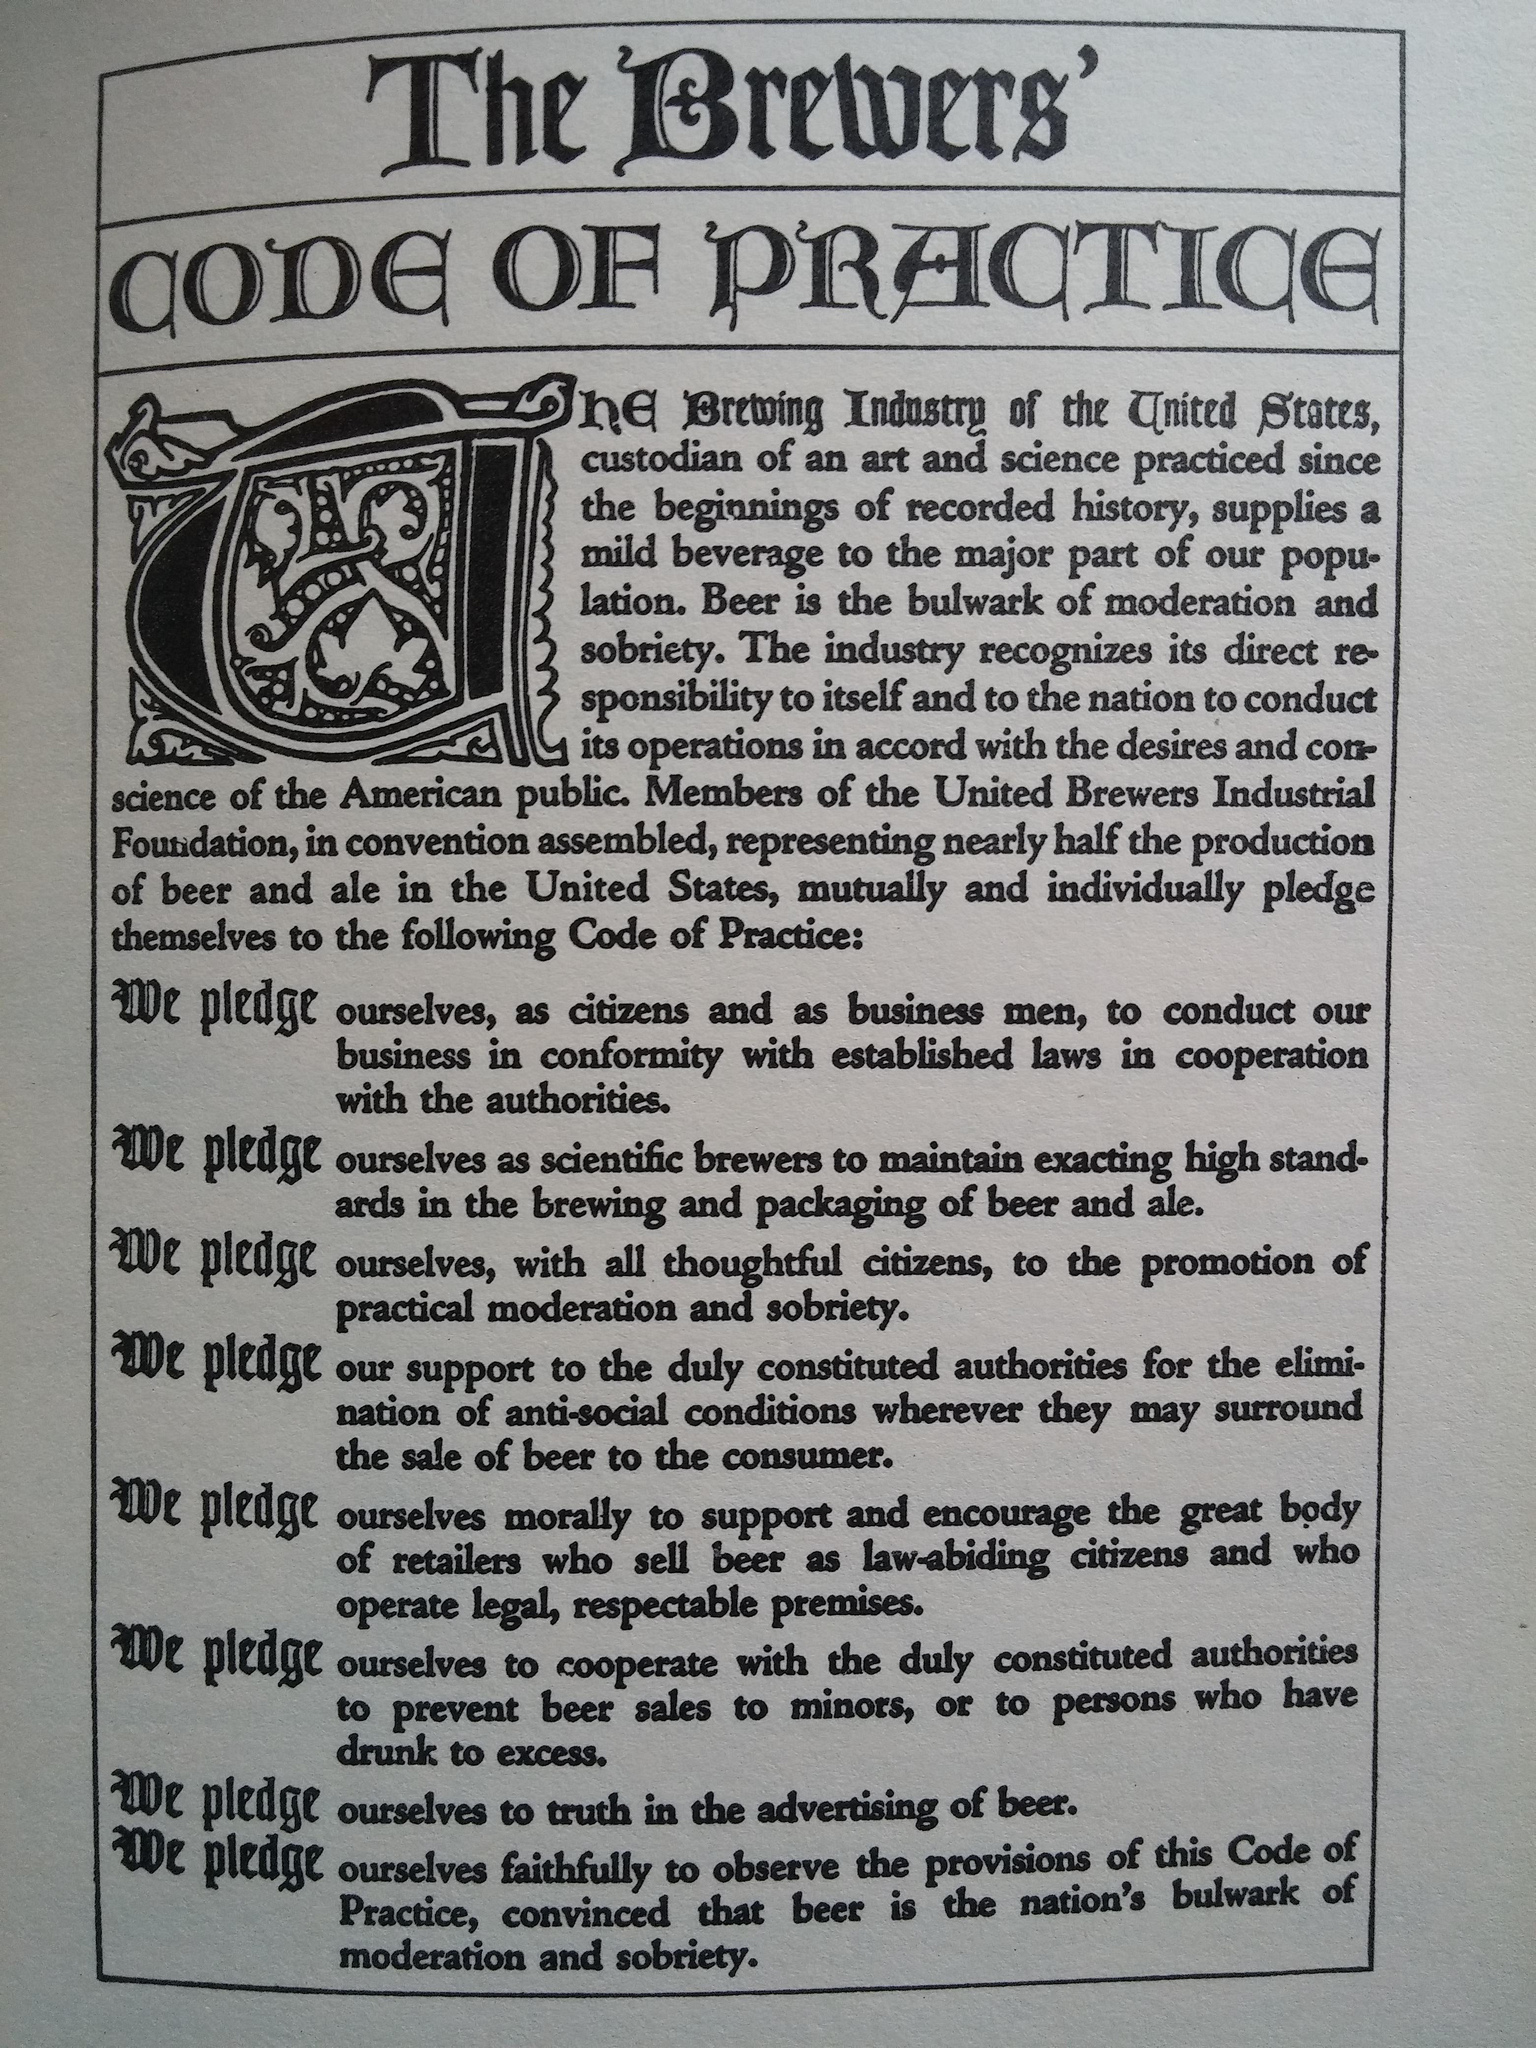 The Brewers'
CODE OF PRACTICE
THE Brewing Industry of the United States,
custodian of an art and science practiced since
the beginnings of recorded history, supplies a
mild beverage to the major part of our popu-
lation. Beer is the bulwark of moderation and
sobriety. The industry recognizes its direct re-
sponsibility to itself and to the nation to conduct
its operations in accord with the desires and con-
science of the American public. Members of the United Brewers Industrial
Foundation, in convention assembled, representing nearly half the production
of beer and ale in the United States, mutually and individually pledge
themselves to the following Code of Practice:
We pledge ourselves, as citizens and as business men, to conduct our
business in conformity with established laws in cooperation
with the authorities.
We pledge ourselves as scientific brewers to maintain exacting high stand-
ards in the brewing and packaging of beer and ale.
We pledge ourselves, with all thoughtful citizens, to the promotion of
practical moderation and sobriety.
We pledge our support to the duly constituted authorities for the elimi-
nation of anti-social conditions wherever they may surround
the sale of beer to the consumer.
We pledge ourselves morally to support and encourage the great body
of retailers who sell beer as law-abiding citizens and who
operate legal, respectable premises.
We pledge ourselves to cooperate with the duly constituted authorities
to prevent beer sales to minors, or to persons who have
drunk to excess.
We pledge ourselves to truth in the advertising of beer.
We pledge ourselves faithfully to observe the provisions of this Code of
Practice, convinced that beer is the nation's bulwark of
moderation and sobriety.